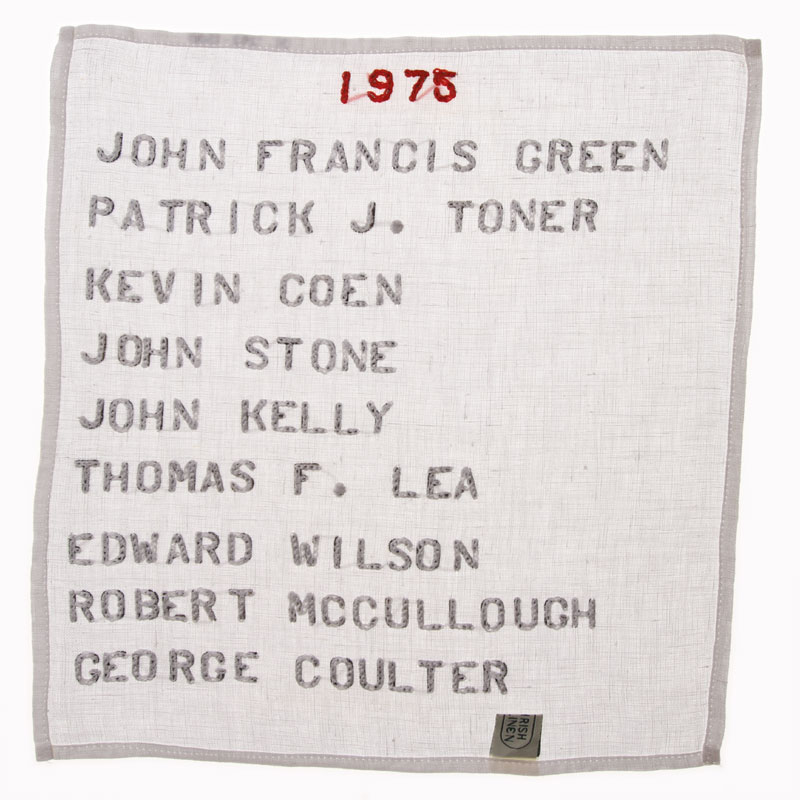 1975
JOHN FRANCIS GREEN
PATRICK J. TONER
KEVIN COEN
JOHN STONE
JOHN KELLY
THOMAS F. LEA
EDWARD WILSON
ROBERT MCCULLOUGH
GEORGE COULTER
IRISH
LINEN